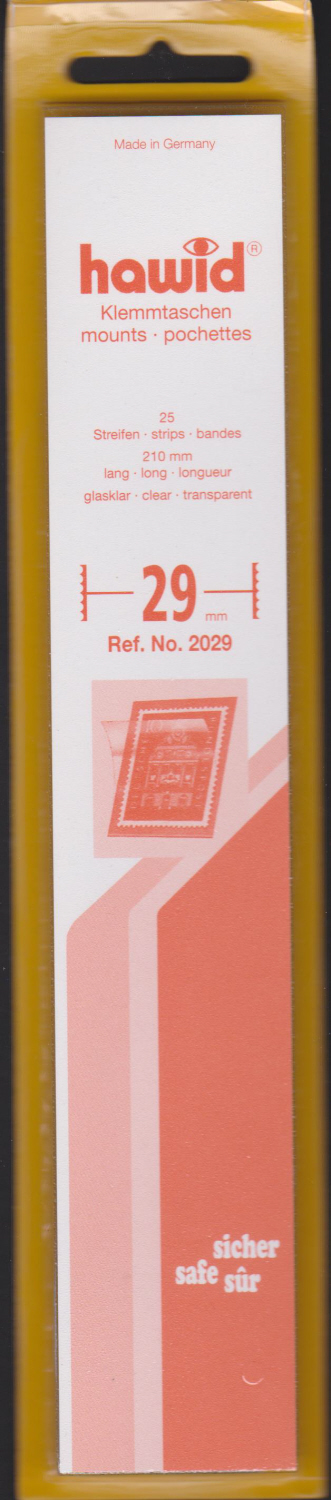 Made in Germany
hawid®
Klemmtaschen
mounts · pochettes
25
Streifen · strips · bandes
210 mm
lang · long · longueur
glasklar · clear · transparent
29 mm
Ref. No. 2029
sicher
safe sûr